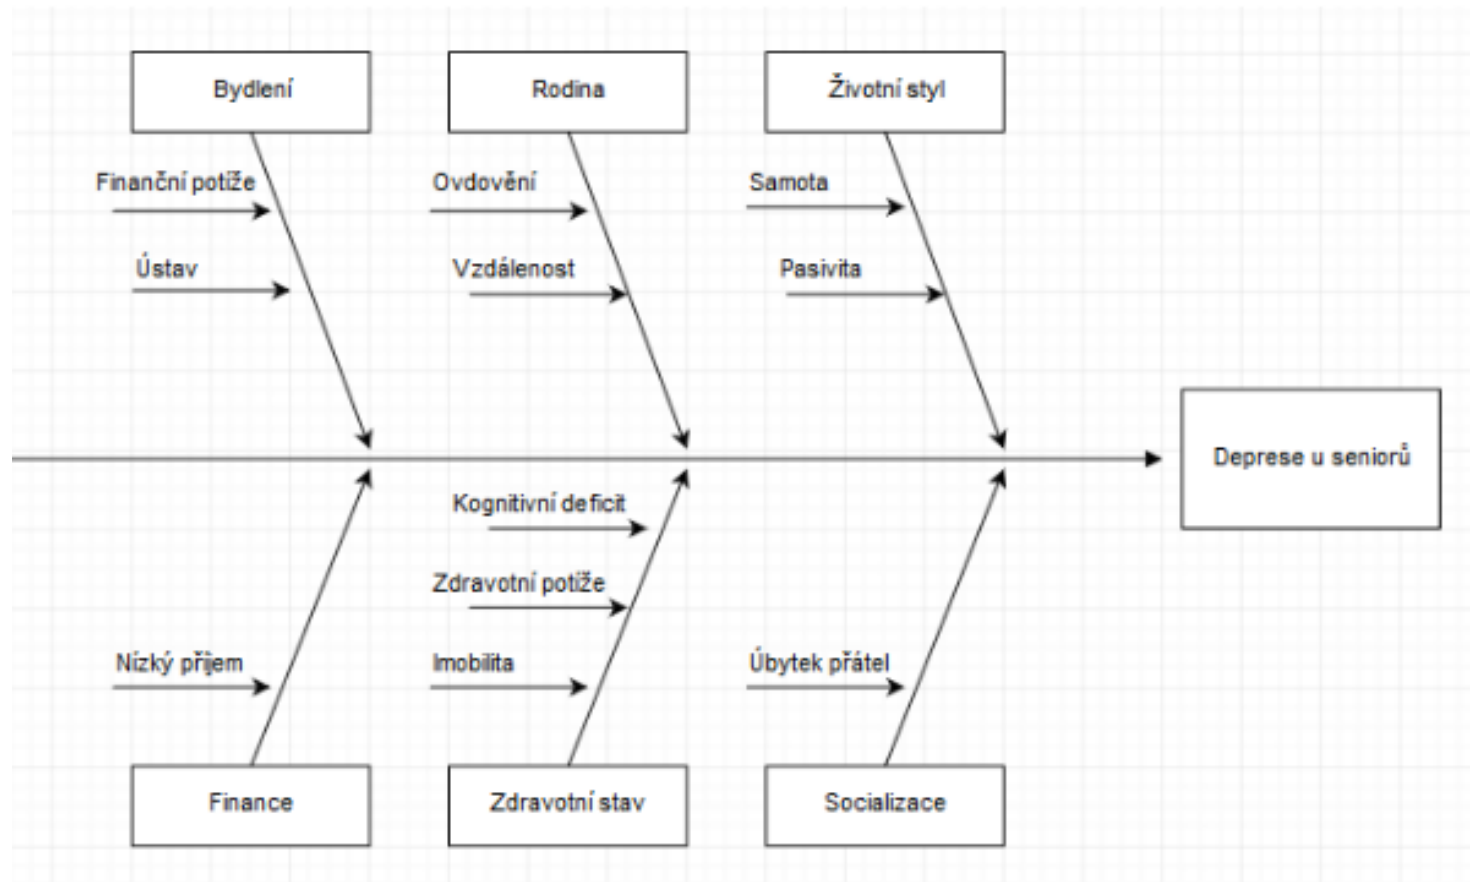 Bydlení
Rodina
Životní styl
Finanční potíže
Ovdovění
Samota
Ústav
Vzdálenost
Pasivita
Deprese u seniorů
Kognitivní deficit
Zdravotní potíže
Nízký příjem
Imobilita
Úbytek přátel
Finance
Zdravotní stav
Socializace